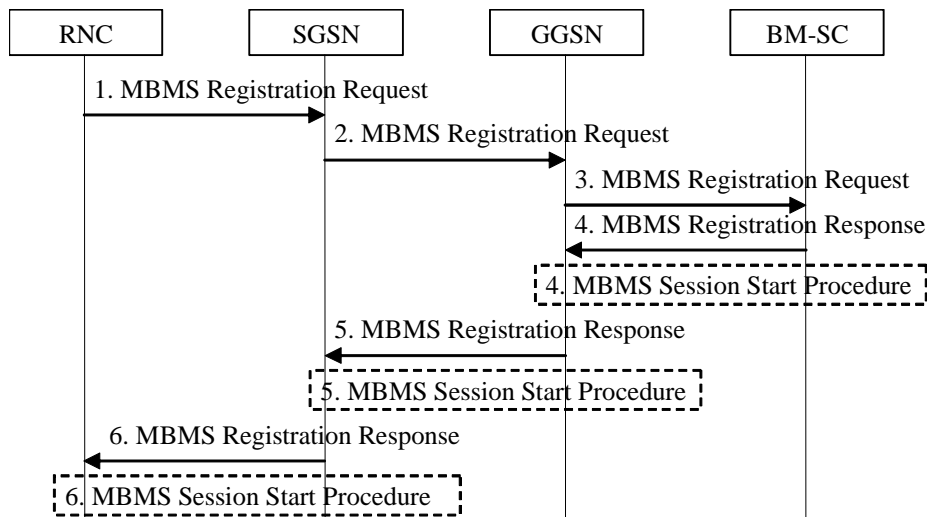 RNC
SGSN
GGSN
BM-SC
1. MBMS Registration Request
2. MBMS Registration Request
3. MBMS Registration Request
4. MBMS Registration Response
4. MBMS Session Start Procedure
5. MBMS Registration Response
5. MBMS Session Start Procedure
6. MBMS Registration Response
6. MBMS Session Start Procedure